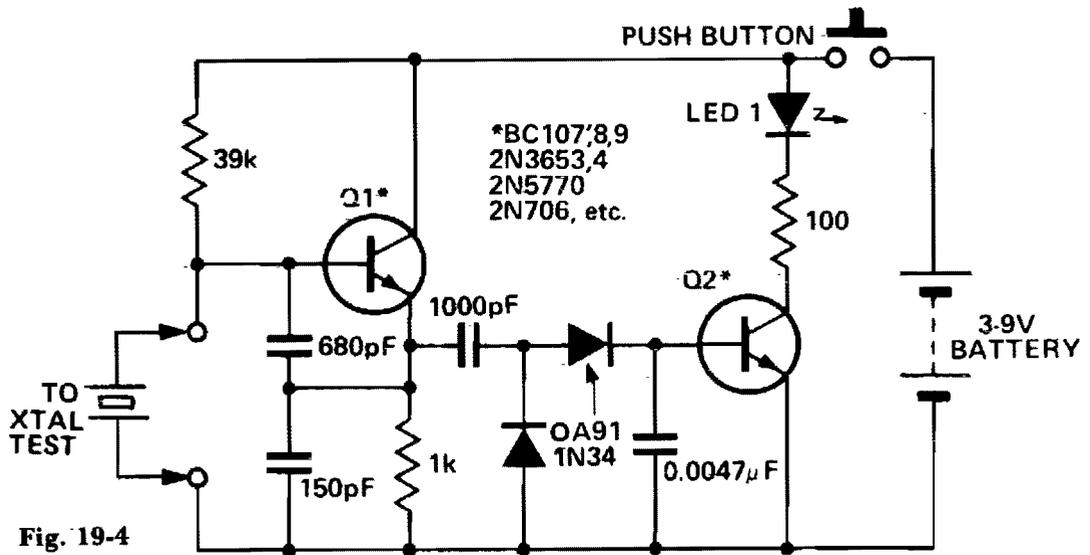 PUSH BUTTON
LED 1
*BC107,8,9
2N3653,4
2N5770
2N706, etc.
39k
Q1*
100
Q2*
1000pF
680pF
3-9V
BATTERY
TO
XTAL
TEST
OA91
1N34
1k
150pF
0.0047µF
Fig. 19-4